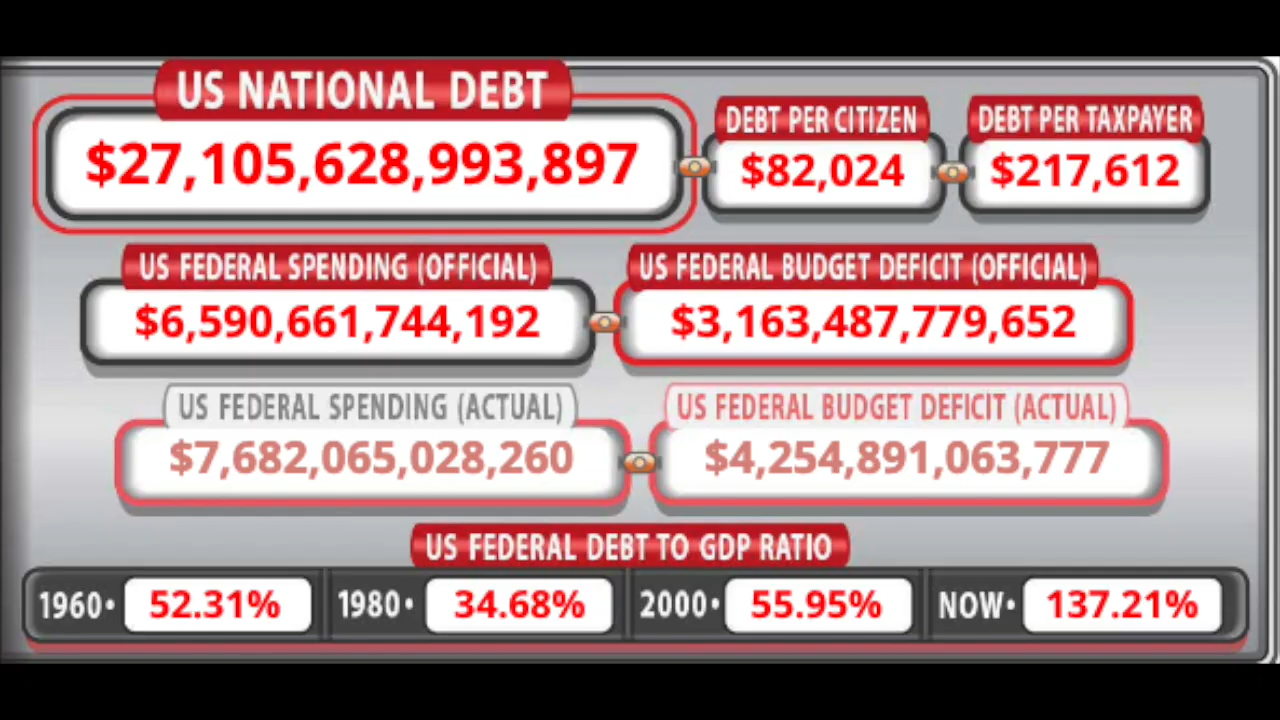 US NATIONAL DEBT
$27,105,628,993,897
DEBT PER CITIZEN
$82,024
DEBT PER TAXPAYER
$217,612
US FEDERAL SPENDING (OFFICIAL)
$6,590,661,744,192
US FEDERAL BUDGET DEFICIT (OFFICIAL)
$3,163,487,779,652
US FEDERAL SPENDING (ACTUAL)
$7,682,065,028,260
US FEDERAL BUDGET DEFICIT (ACTUAL)
$4,254,891,063,777
US FEDERAL DEBT TO GDP RATIO
1960• 52.31% 1980• 34.68% 2000• 55.95% NOW• 137.21%